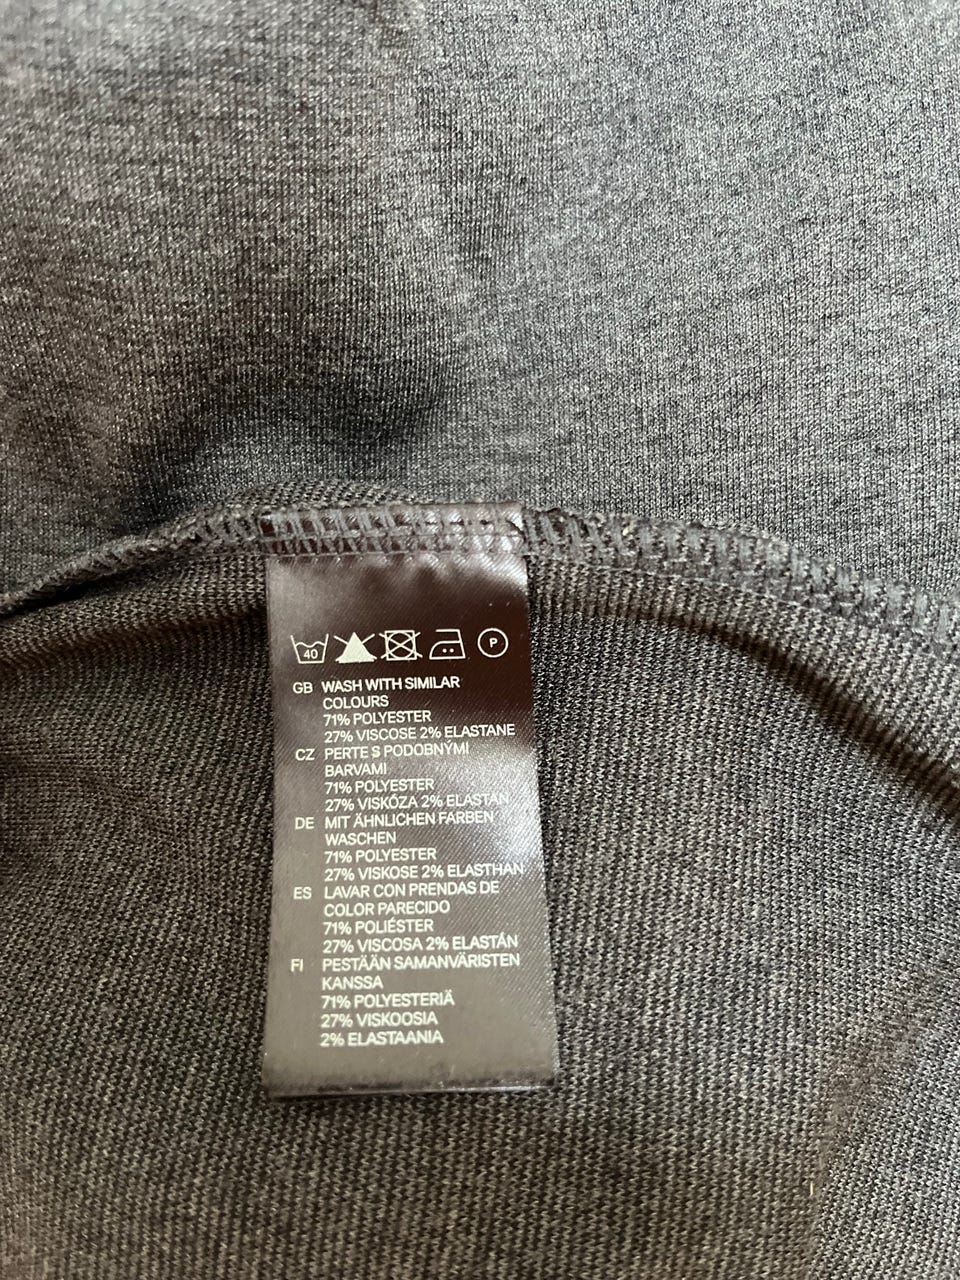 40 P
GB WASH WITH SIMILAR
COLOURS
71% POLYESTER
27% VISCOSE 2% ELASTANE
CZ PERTE S PODOBNÝMI
BARVAMI
71% POLYESTER
27% VISKÓZA 2% ELASTAN
DE MIT ÄHNLICHEN FARBEN
WASCHEN
71% POLYESTER
27% VISKOSE 2% ELASTHAN
ES LAVAR CON PRENDAS DE
COLOR PARECIDO
71% POLIÉSTER
27% VISCOSA 2% ELASTÁN
FI PESTÄÄN SAMANVÄRISTEN
KANSSA
71% POLYESTERIÄ
27% VISKOOSIA
2% ELASTAANIA